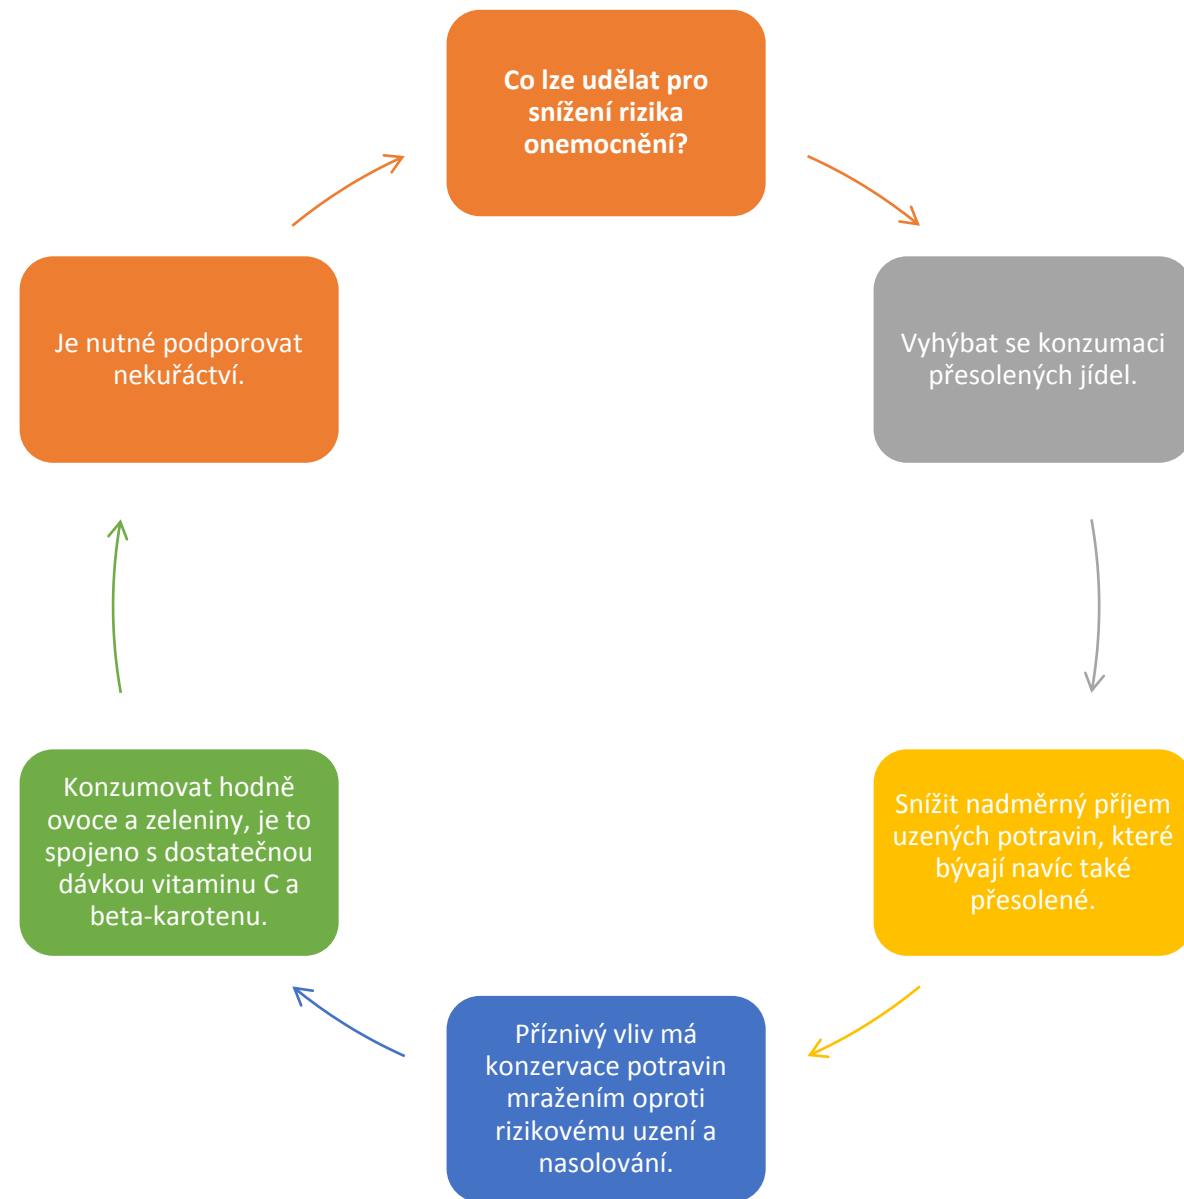 Co lze udělat pro
snížení rizika
onemocnění?
Vyhýbat se konzumaci
přesolených jídel.
Snížit nadměrný příjem
uzených potravin, které
bývají navíc také
přesolené.
Příznivý vliv má
konzervace potravin
mražením oproti
rizikovému uzení a
nasolování.
Konzumovat hodně
ovoce a zeleniny, je to
spojeno s dostatečnou
dávkou vitaminu C a
beta-karotenu.
Je nutné podporovat
nekuřáctví.